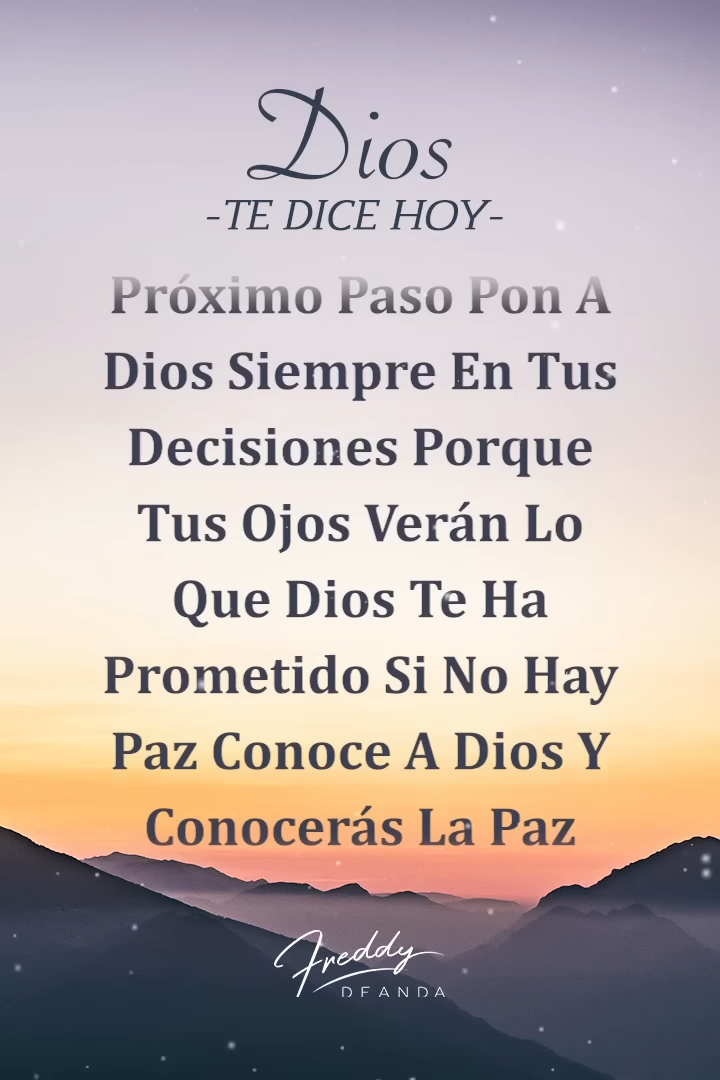 Dios
-TE DICE HOY-
Próximo Paso Pon A
Dios Siempre En Tus
Decisiones Porque
Tus Ojos Verán Lo
Que Dios Te Ha
Prometido Si No Hay
Paz Conoce A Dios Y
Conocerás La Paz
Freddy
DEANDA